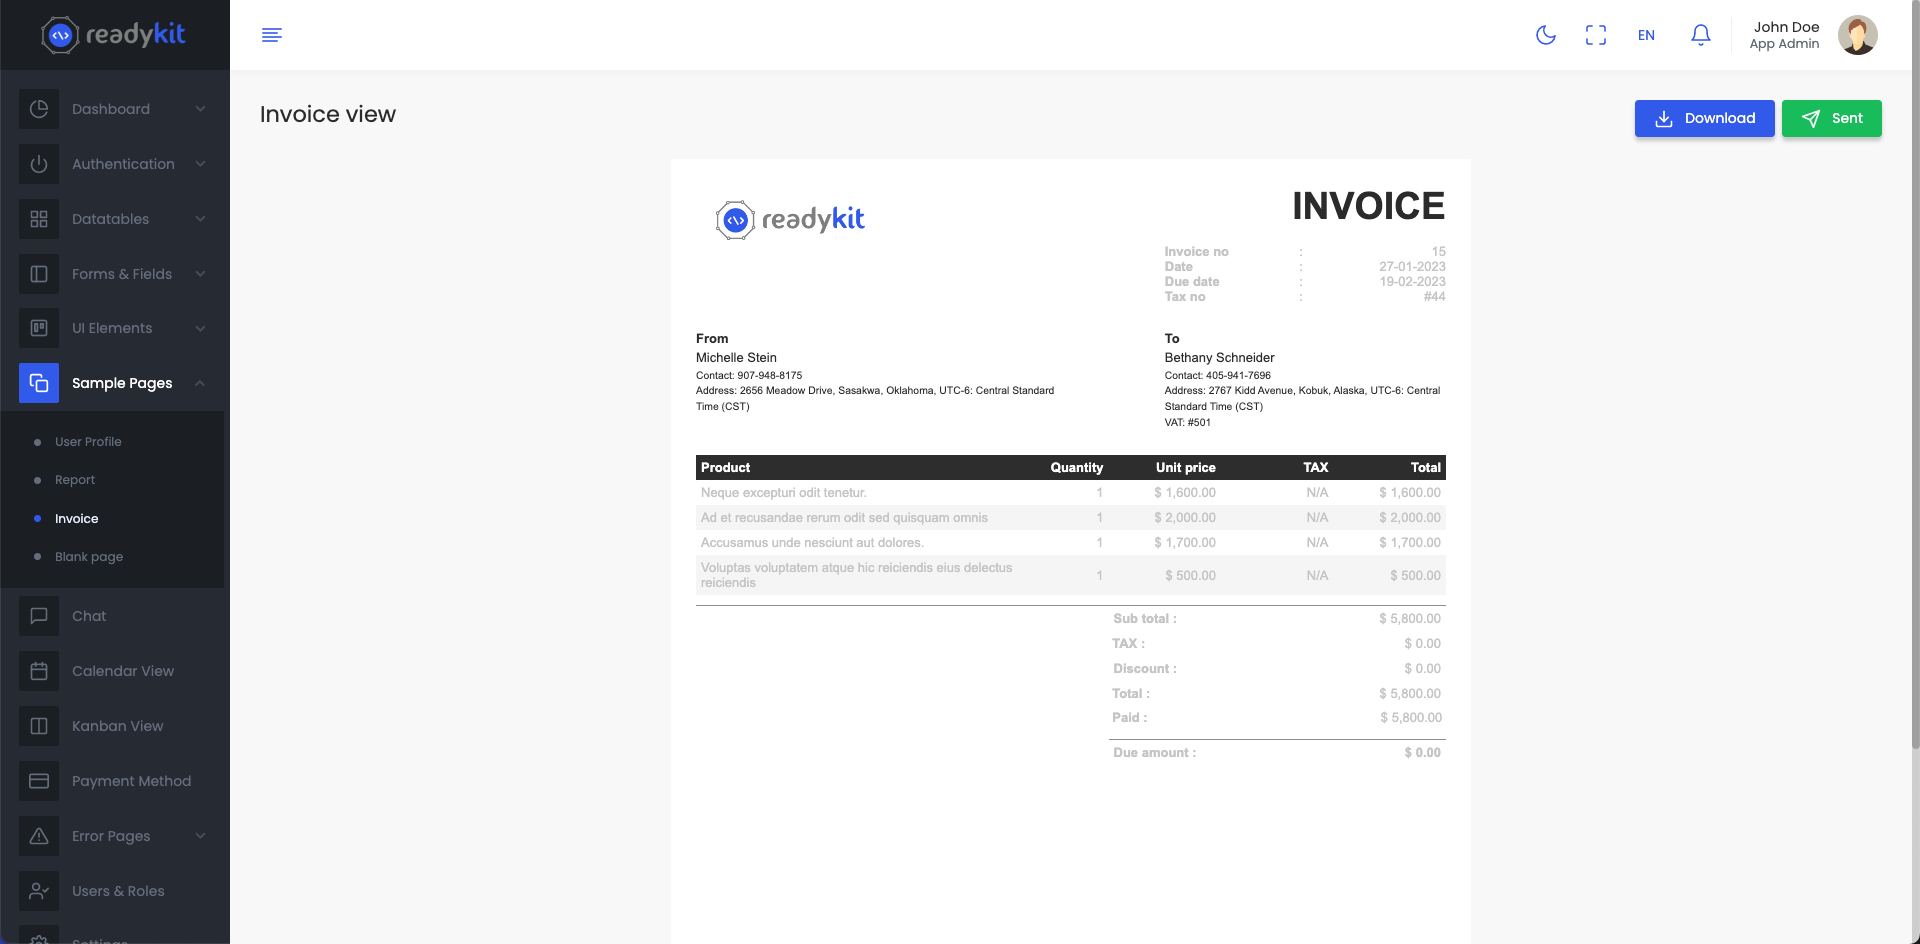 readykit
EN
John Doe
App Admin
Dashboard
Authentication
Datatables
Forms & Fields
UI Elements
Sample Pages
User Profile
Report
Invoice
Blank page
Chat
Calendar View
Kanban View
Payment Method
Error Pages
Users & Roles
Settings
Invoice view
Download
Sent
readykit
INVOICE
Invoice no : 15
Date : 27-01-2023
Due date : 19-02-2023
Tax no : #44
From
Michelle Stein
Contact: 907-948-8175
Address: 2656 Meadow Drive, Sasakwa, Oklahoma, UTC-6: Central Standard
Time (CST)
To
Bethany Schneider
Contact: 405-941-7696
Address: 2767 Kidd Avenue, Kobuk, Alaska, UTC-6: Central
Standard Time (CST)
VAT: #501
Product Quantity Unit price TAX Total
Neque excepturi odit tenetur. 1 $ 1,600.00 N/A $ 1,600.00
Ad et recusandae rerum odit sed quisquam omnis 1 $ 2,000.00 N/A $ 2,000.00
Accusamus unde nesciunt aut dolores. 1 $ 1,700.00 N/A $ 1,700.00
Voluptas voluptatem atque hic reiciendis eius delectus
reiciendis 1 $ 500.00 N/A $ 500.00
Sub total : $ 5,800.00
TAX : $ 0.00
Discount : $ 0.00
Total : $ 5,800.00
Paid : $ 5,800.00
Due amount : $ 0.00